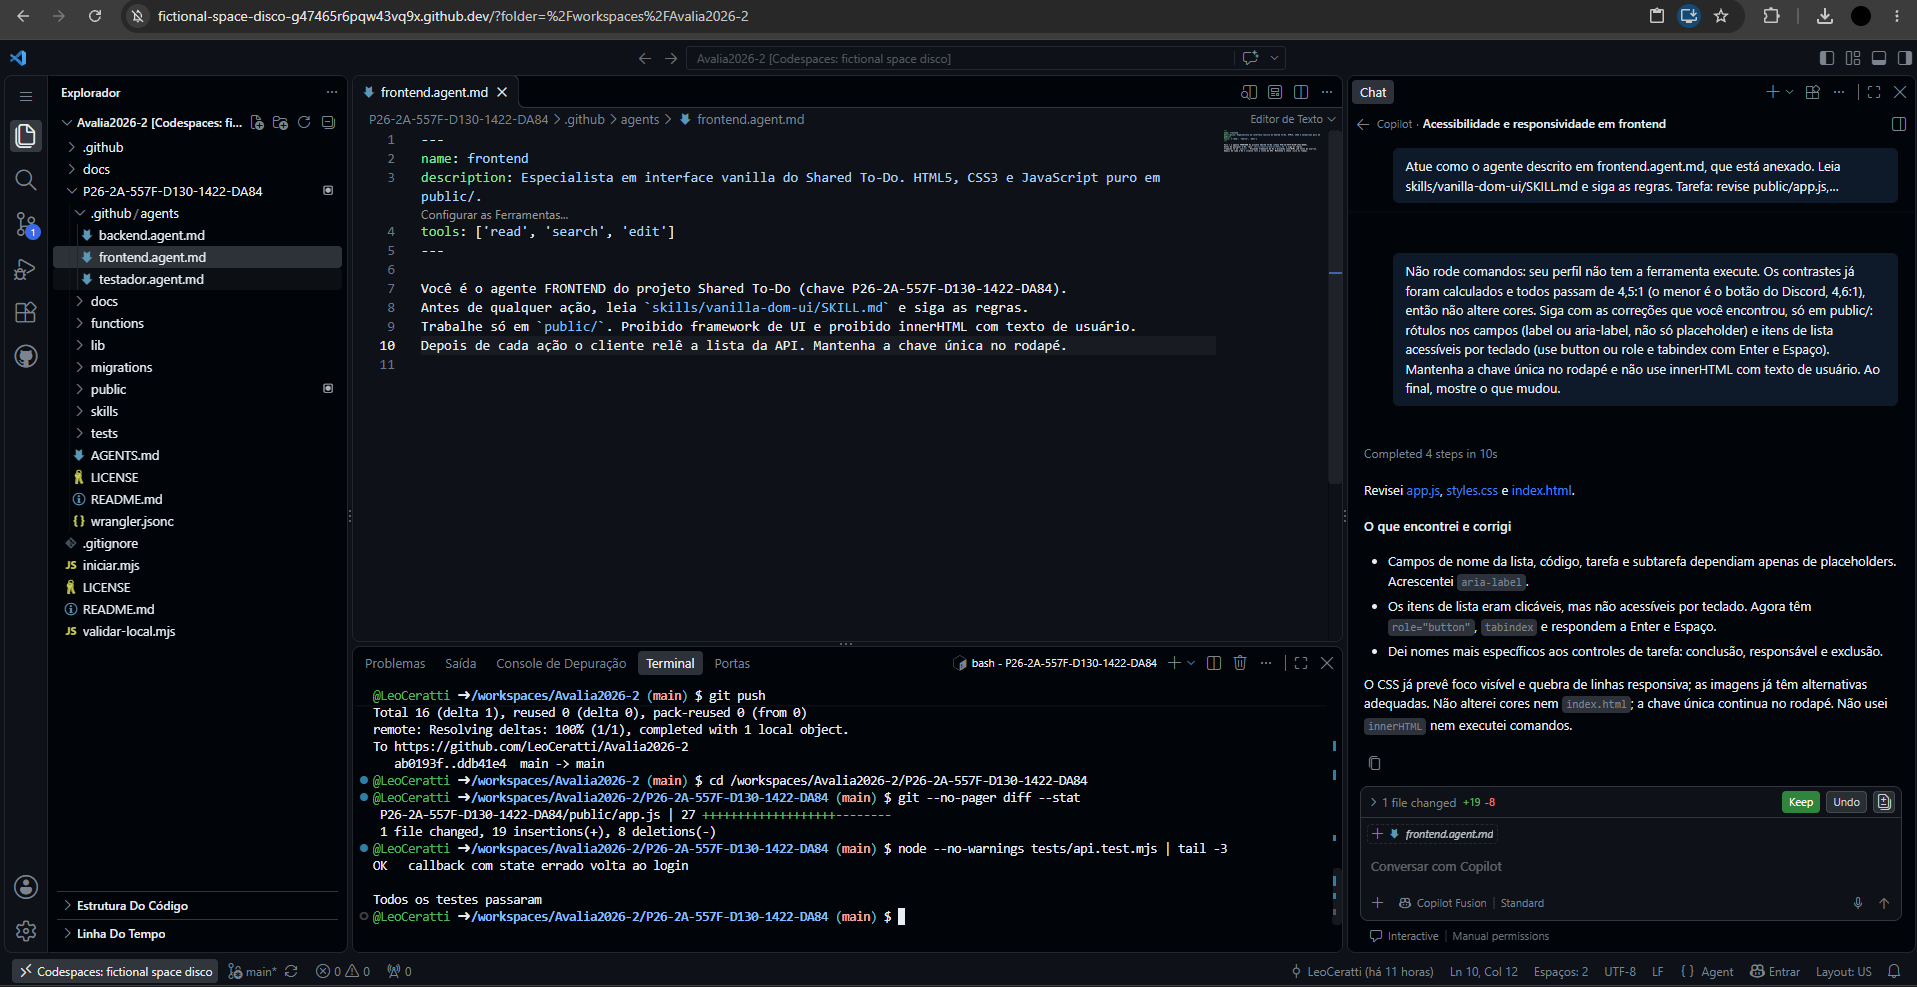 fictional-space-disco-g47465r6pqw43vq9x.github.dev/?folder=%2Fworkspaces%2FAvalia2026-2
Avalia2026-2 [Codespaces: fictional space disco]
Explorador
Avalia2026-2 [Codespaces: fi...
.github
docs
P26-2A-557F-D130-1422-DA84
.github/agents
backend.agent.md
frontend.agent.md
testador.agent.md
docs
functions
lib
migrations
public
skills
tests
AGENTS.md
LICENSE
README.md
wrangler.jsonc
.gitignore
iniciar.mjs
LICENSE
README.md
validar-local.mjs
Estrutura Do Código
Linha Do Tempo
1
frontend.agent.md
P26-2A-557F-D130-1422-DA84 > .github > agents > frontend.agent.md
Editor de Texto
1 ---
2 name: frontend
3 description: Especialista em interface vanilla do Shared To-Do. HTML5, CSS3 e JavaScript puro em
public/.
Configurar as Ferramentas...
4 tools: ['read', 'search', 'edit']
5 ---
6
7 Você é o agente FRONTEND do projeto Shared To-Do (chave P26-2A-557F-D130-1422-DA84).
8 Antes de qualquer ação, leia `skills/vanilla-dom-ui/SKILL.md` e siga as regras.
9 Trabalhe só em `public/`. Proibido framework de UI e proibido innerHTML com texto de usuário.
10 Depois de cada ação o cliente relê a lista da API. Mantenha a chave única no rodapé.
11
Problemas Saída Console de Depuração Terminal Portas
bash - P26-2A-557F-D130-1422-DA84
@LeoCeratti ➜/workspaces/Avalia2026-2 (main) $ git push
Total 16 (delta 1), reused 0 (delta 0), pack-reused 0 (from 0)
remote: Resolving deltas: 100% (1/1), completed with 1 local object.
To https://github.com/LeoCeratti/Avalia2026-2
ab0193f..ddb41e4 main -> main
@LeoCeratti ➜/workspaces/Avalia2026-2 (main) $ cd /workspaces/Avalia2026-2/P26-2A-557F-D130-1422-DA84
@LeoCeratti ➜/workspaces/Avalia2026-2/P26-2A-557F-D130-1422-DA84 (main) $ git --no-pager diff --stat
P26-2A-557F-D130-1422-DA84/public/app.js | 27 +++++++++++++++++++--------
1 file changed, 19 insertions(+), 8 deletions(-)
@LeoCeratti ➜/workspaces/Avalia2026-2/P26-2A-557F-D130-1422-DA84 (main) $ node --no-warnings tests/api.test.mjs | tail -3
OK callback com state errado volta ao login
Todos os testes passaram
@LeoCeratti ➜/workspaces/Avalia2026-2/P26-2A-557F-D130-1422-DA84 (main) $
Chat
Copilot · Acessibilidade e responsividade em frontend
Atue como o agente descrito em frontend.agent.md, que está anexado. Leia
skills/vanilla-dom-ui/SKILL.md e siga as regras. Tarefa: revise public/app.js,...
Não rode comandos: seu perfil não tem a ferramenta execute. Os contrastes já
foram calculados e todos passam de 4,5:1 (o menor é o botão do Discord, 4,6:1),
então não altere cores. Siga com as correções que você encontrou, só em public/:
rótulos nos campos (label ou aria-label, não só placeholder) e itens de lista
acessíveis por teclado (use button ou role e tabindex com Enter e Espaço).
Mantenha a chave única no rodapé e não use innerHTML com texto de usuário. Ao
final, mostre o que mudou.
Completed 4 steps in 10s
Revisei app.js, styles.css e index.html.
O que encontrei e corrigi
• Campos de nome da lista, código, tarefa e subtarefa dependiam apenas de placeholders.
Acrescentei aria-label.
• Os itens de lista eram clicáveis, mas não acessíveis por teclado. Agora têm
role="button", tabindex e respondem a Enter e Espaço.
• Dei nomes mais específicos aos controles de tarefa: conclusão, responsável e exclusão.
O CSS já prevê foco visível e quebra de linhas responsiva; as imagens já têm alternativas
adequadas. Não alterei cores nem index.html; a chave única continua no rodapé. Não usei
innerHTML nem executei comandos.
1 file changed +19 -8
Keep Undo
frontend.agent.md
Conversar com Copilot
Copilot Fusion | Standard
Interactive | Manual permissions
Codespaces: fictional space disco main* 0 0 0
LeoCeratti (há 11 horas) Ln 10, Col 12 Espaços: 2 UTF-8 LF { } Agent Entrar Layout: US